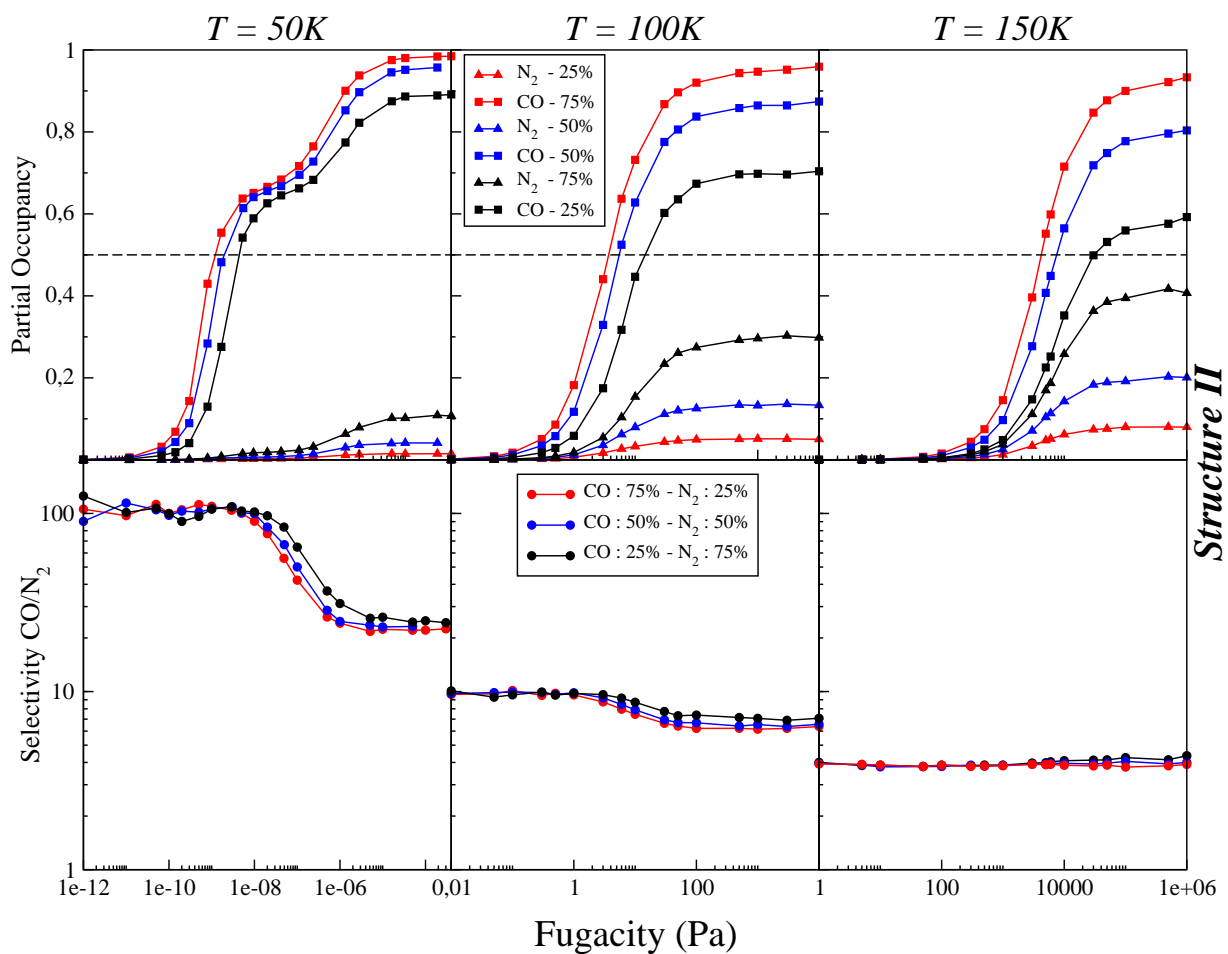 T = 50K
T = 100K
T = 150K
Partial Occupancy
1
0,8
0,6
0,4
0,2
0
N2 - 25%
CO - 75%
N2 - 50%
CO - 50%
N2 - 75%
CO - 25%
Structure II
Selectivity CO/N2
100
10
1
CO : 75% - N2 : 25%
CO : 50% - N2 : 50%
CO : 25% - N2 : 75%
1e-12
1e-10
1e-08
1e-06
0,01
1
100
1
100
10000
1e+06
Fugacity (Pa)